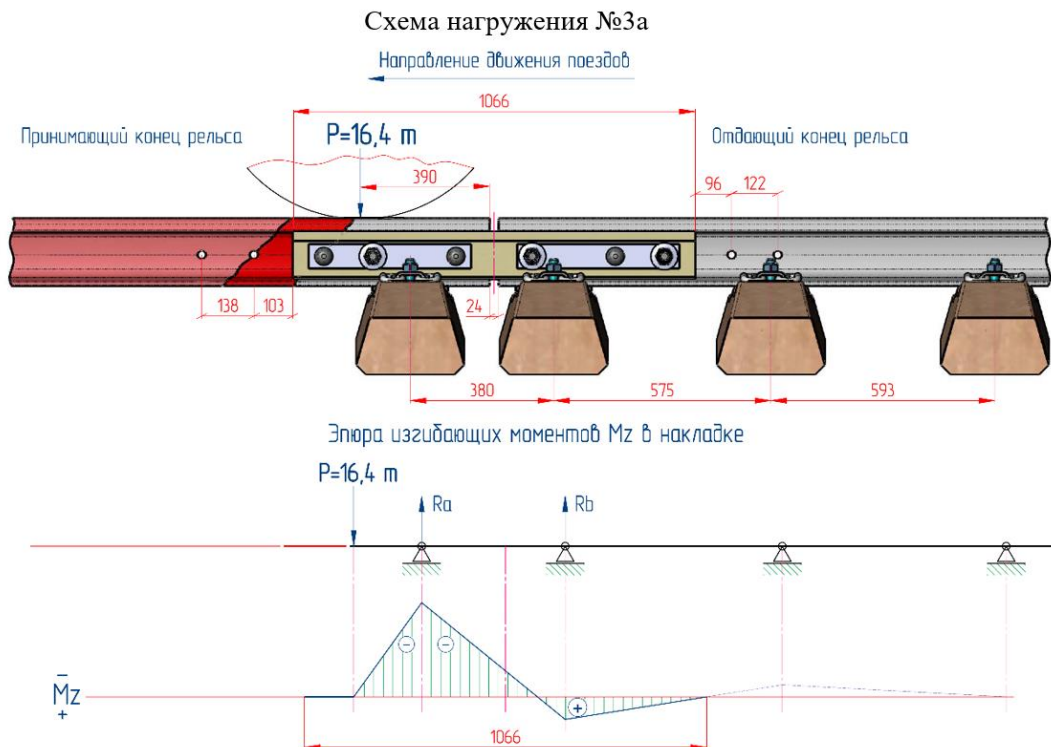 Схема нагружения №3а
Направление движения поездов
1066
Принимающий конец рельса
P=16,4 т
Отдающий конец рельса
390
96
122
138
103
24
380
575
593
Эпюра изгибающих моментов Mz в накладке
P=16,4 т
Ra
Rb
− −
−
Mz
+
+
1066